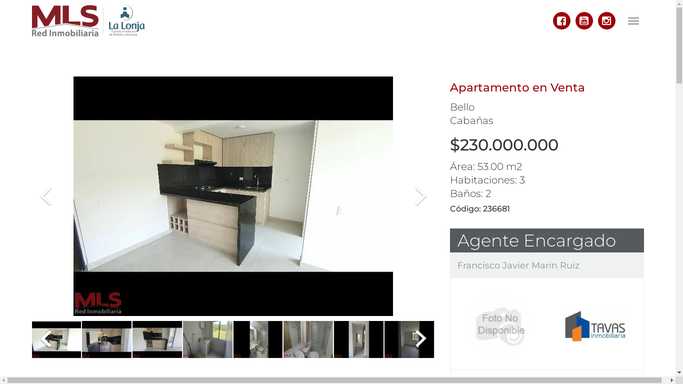 MLS
Red Inmobiliaria
La Lonja
Apartamento en Venta
Bello
Cabañas
$230.000.000
Área: 53.00 m2
Habitaciones: 3
Baños: 2
Código: 236681
MLS
Red Inmobiliaria
Agente Encargado
Francisco Javier Marin Ruiz
Foto No
Disponible
TAVAS
inmobiliaria